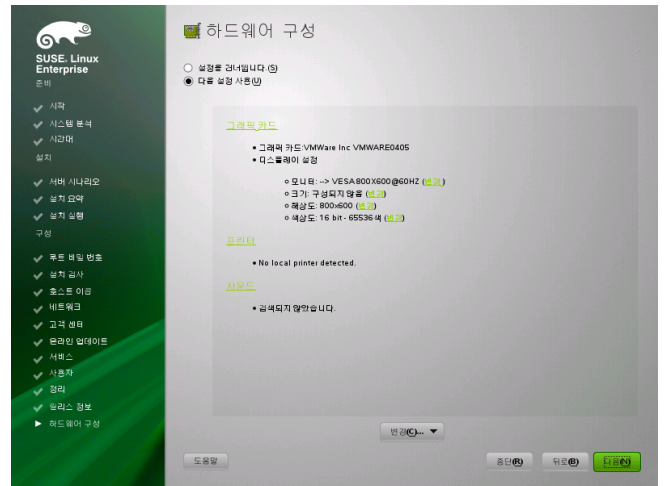 SUSE. Linux
Enterprise
준비
시작
시스템 분석
시간대
설치
서버 시나리오
설치 요약
설치 실행
구성
루트 비밀 번호
설치 검사
호스트 이름
네트워크
고객 센터
온라인 업데이트
서비스
사용자
정리
릴리스 정보
하드웨어 구성
하드웨어 구성
설정을 건너뜁니다.(S)
다음 설정 사용(U)
그래픽 카드
그래픽 카드:VMWare Inc VMWARE0405
디스플레이 설정
모니터: --> VESA 800X600@60HZ (변경)
크기: 구성되지 않음 (변경)
해상도: 800x600 (변경)
색상도: 16 bit - 65536 색 (변경)
프린터
No local printer detected.
사운드
검색되지 않았습니다.
변경(C)...
도움말
중단(R)
뒤로(B)
다음(N)